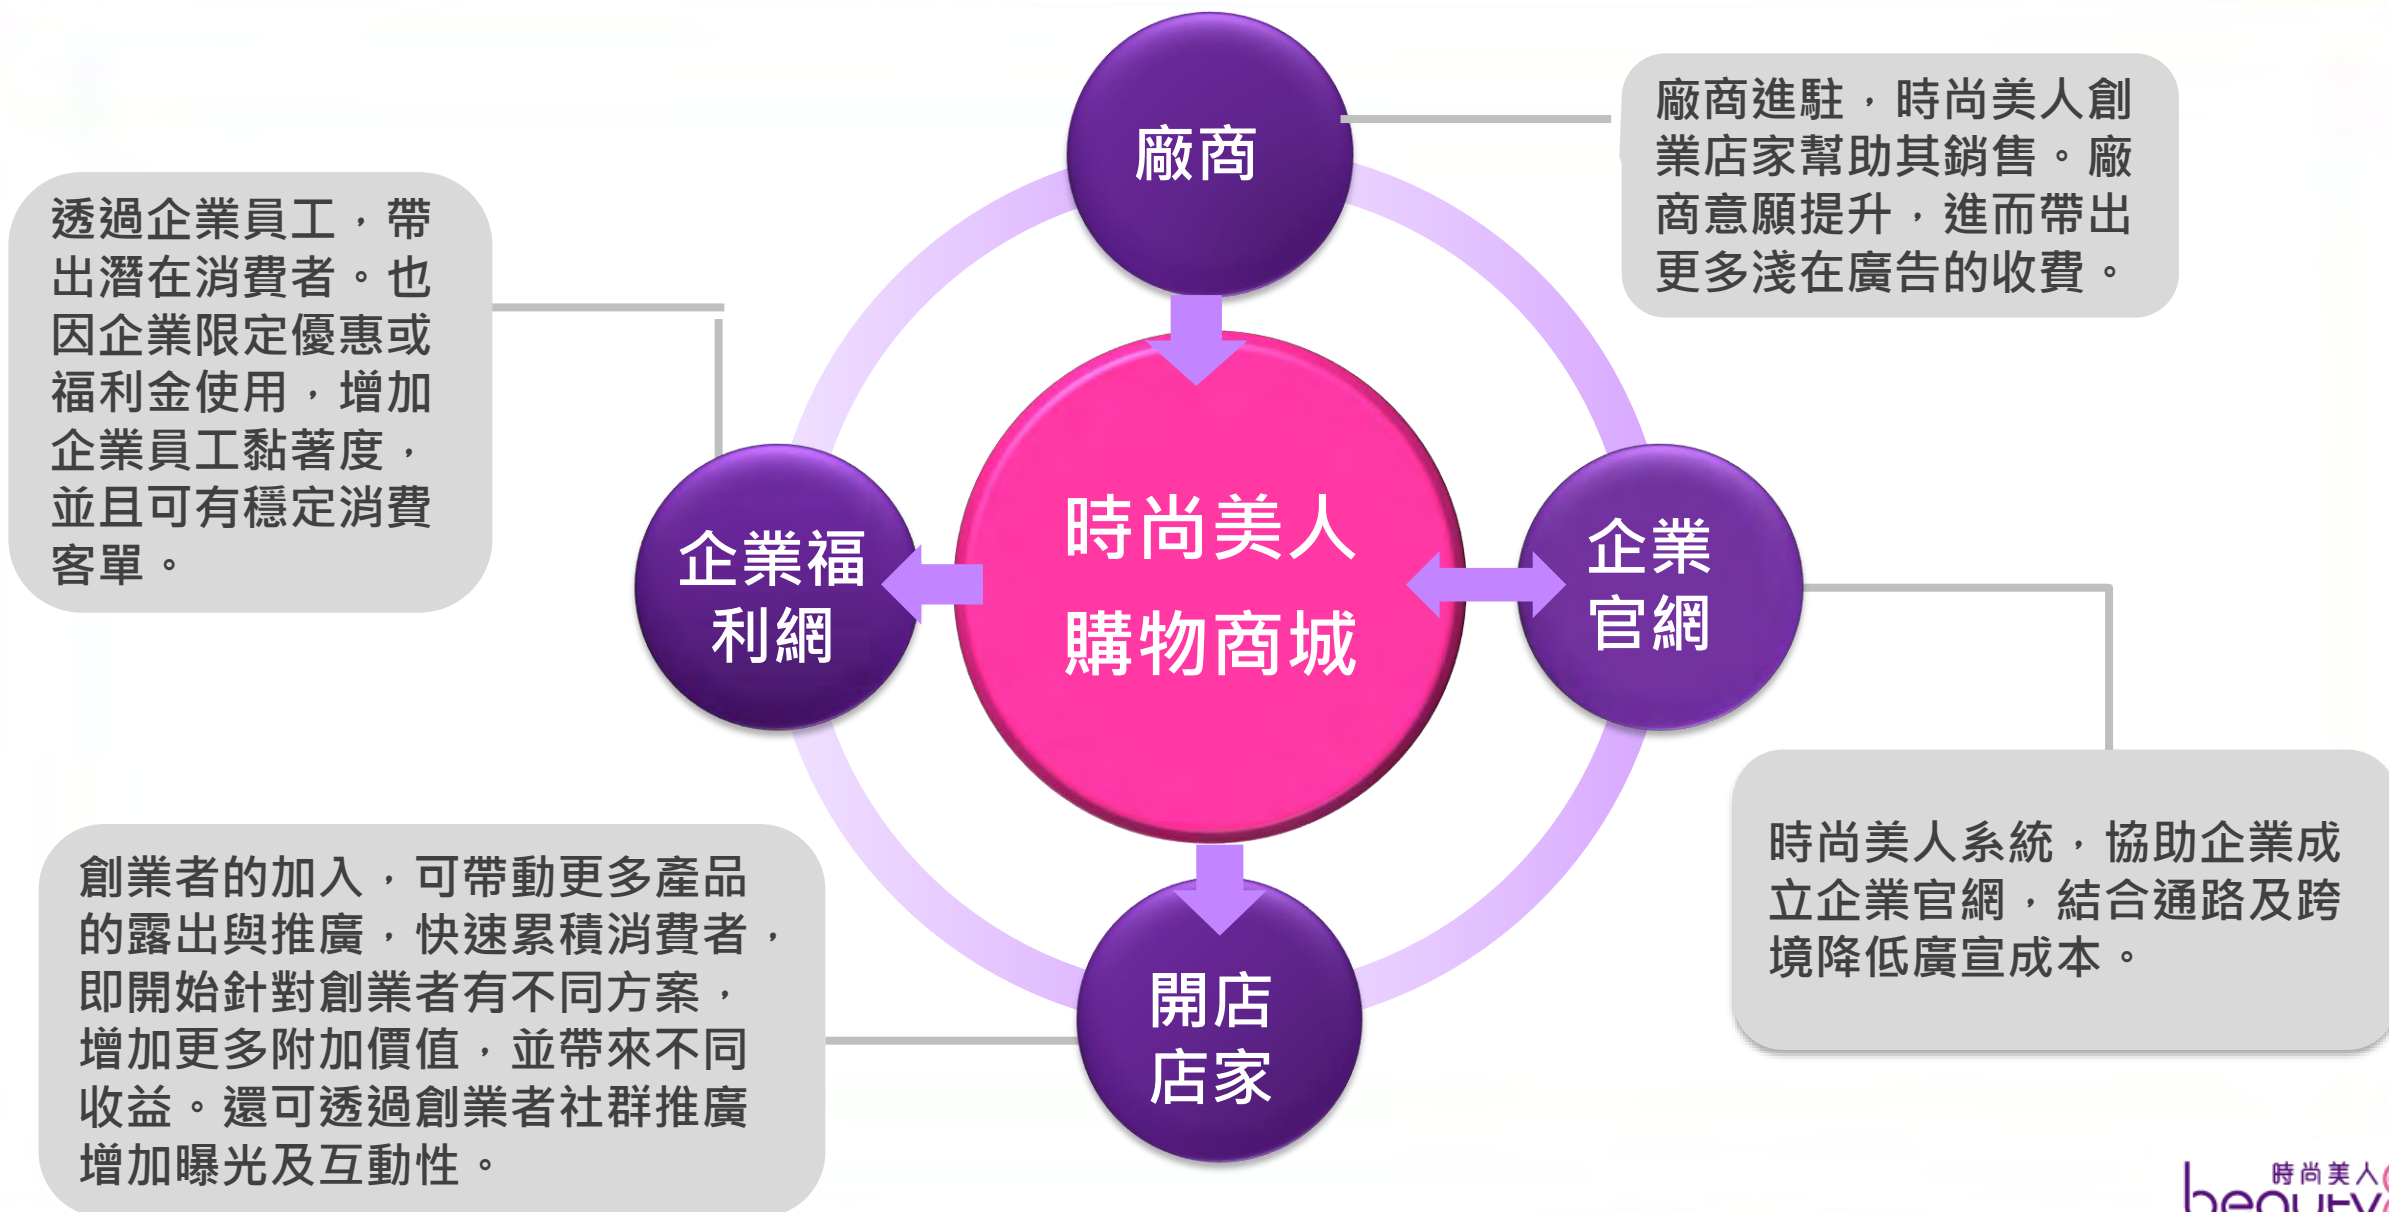 廠商
廠商進駐，時尚美人創
業店家幫助其銷售。廠
商意願提升，進而帶出
更多淺在廣告的收費。
透過企業員工，帶
出潛在消費者。也
因企業限定優惠或
福利金使用，增加
企業員工黏著度，
並且可有穩定消費
客單。
企業福
利網
時尚美人
購物商城
企業
官網
時尚美人系統，協助企業成
立企業官網，結合通路及跨
境降低廣宣成本。
創業者的加入，可帶動更多產品
的露出與推廣，快速累積消費者，
即開始針對創業者有不同方案，
增加更多附加價值，並帶來不同
收益。還可透過創業者社群推廣
增加曝光及互動性。
開店
店家
時尚美人
beauty